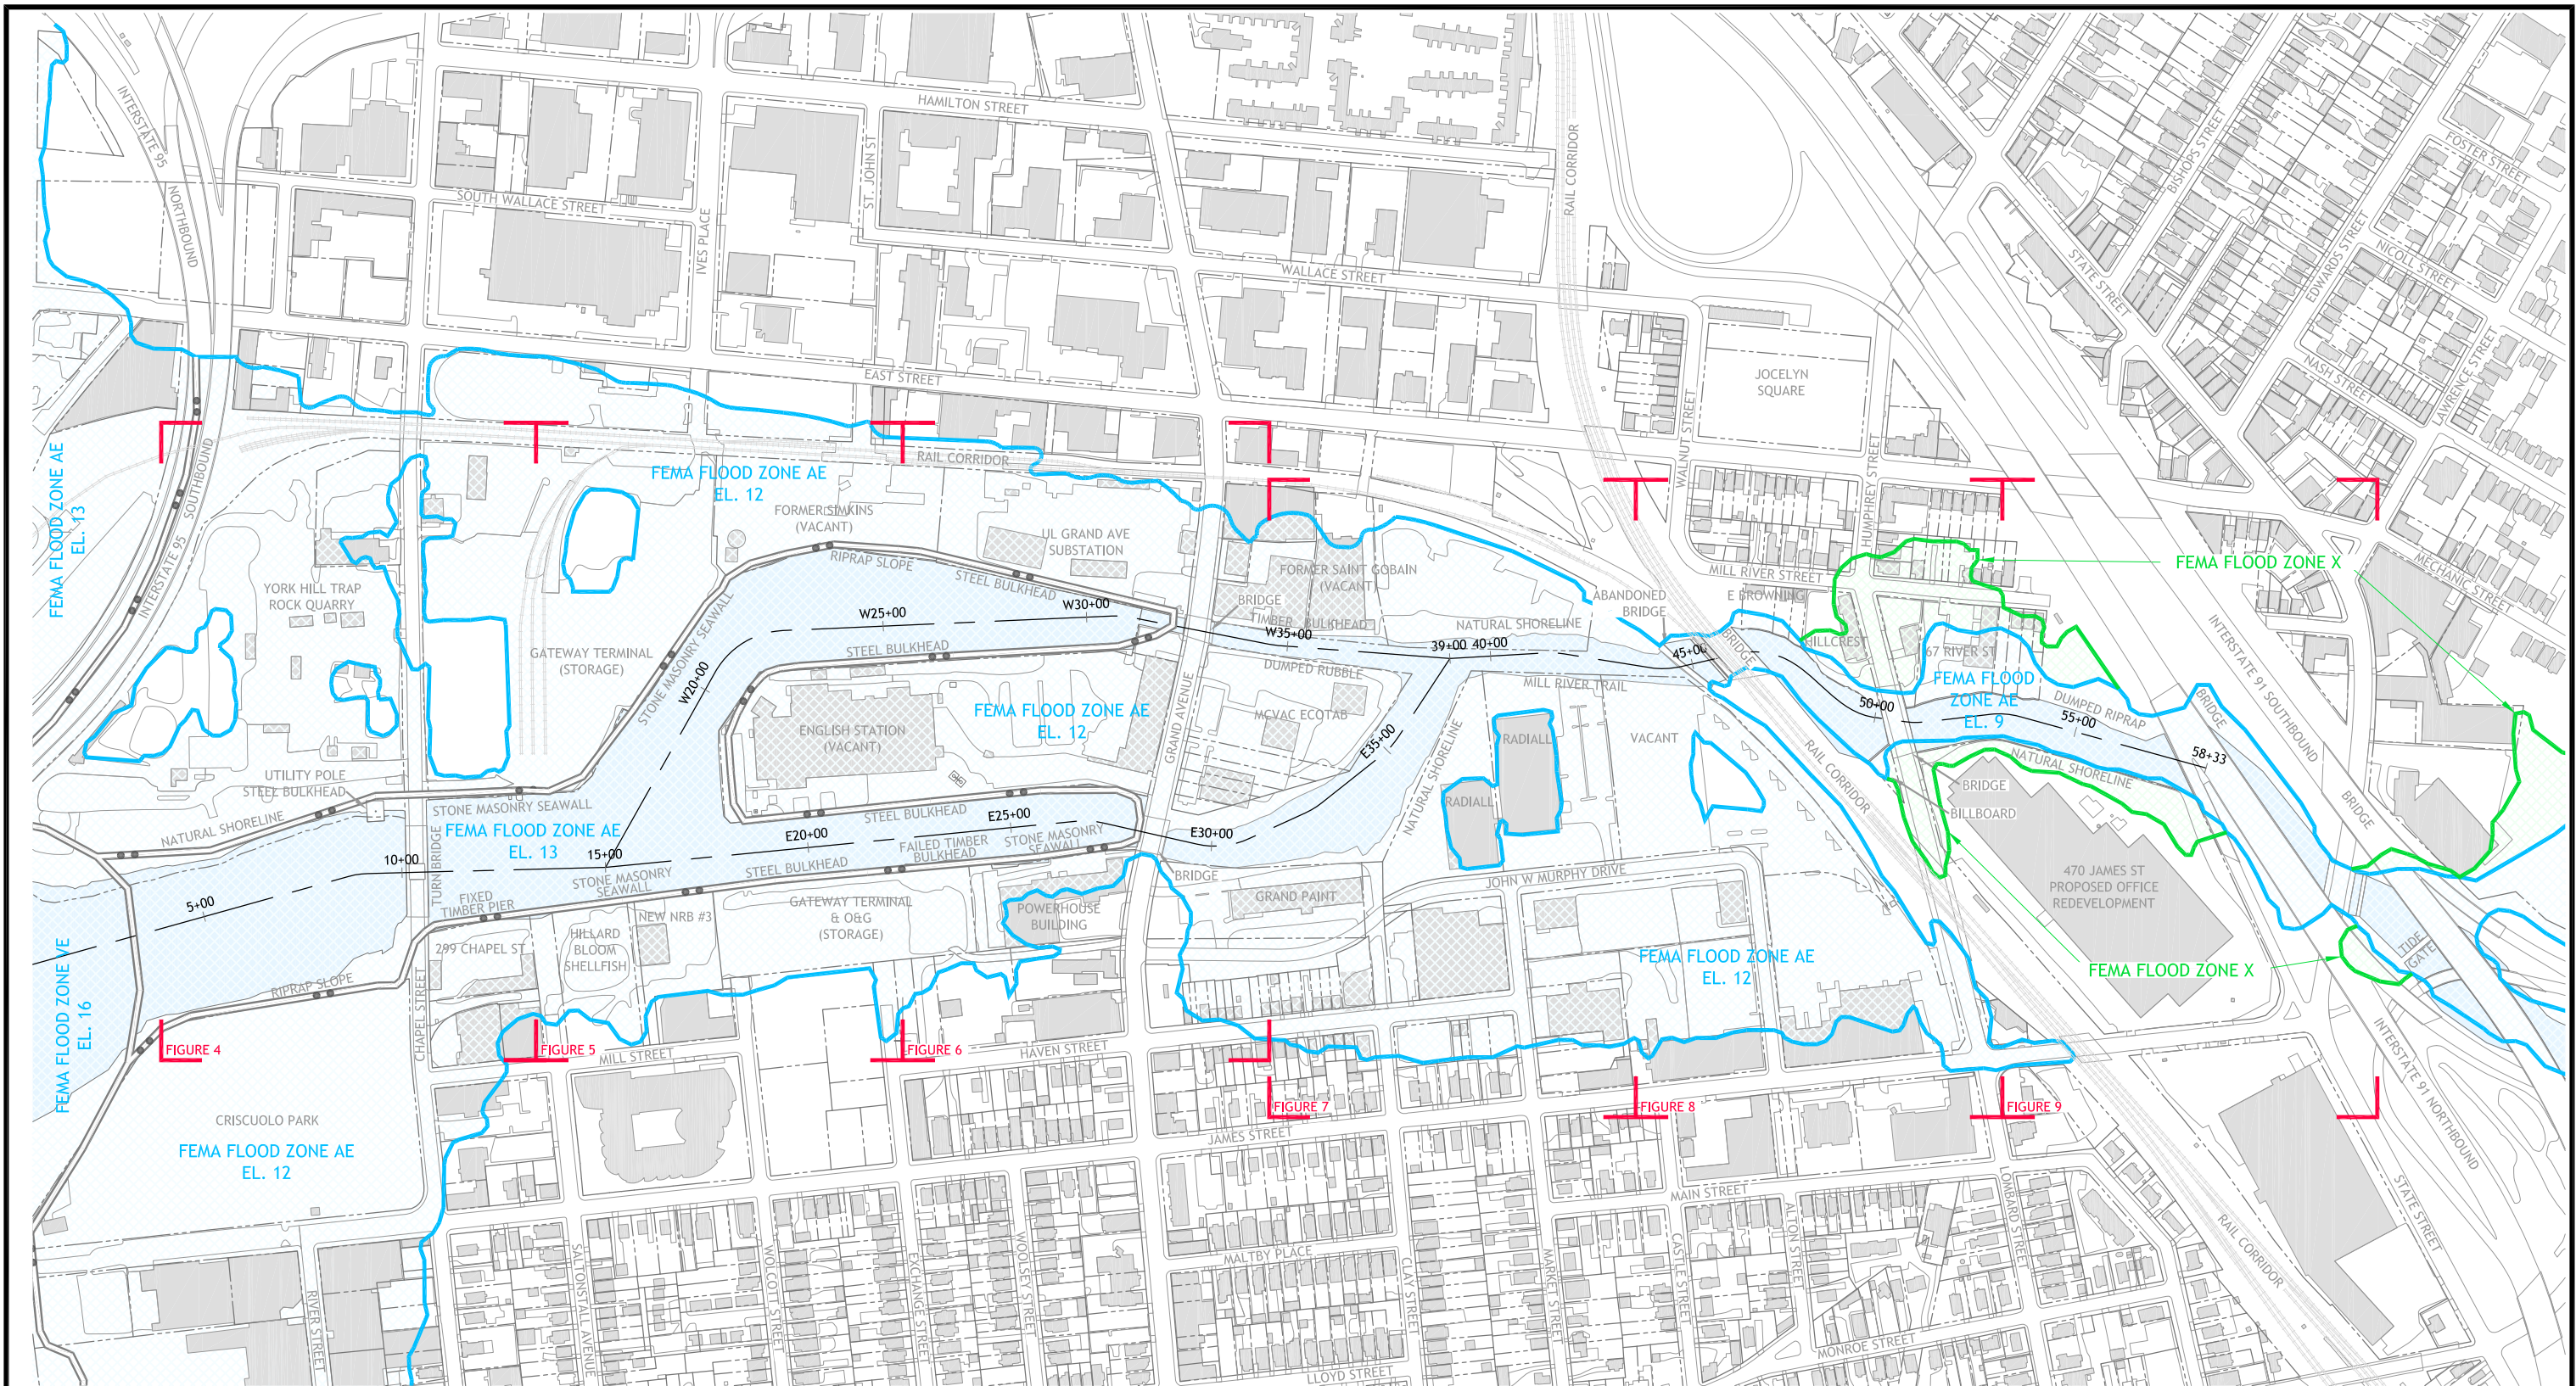 INTERSTATE 95
NORTHBOUND
HAMILTON STREET
ST. JOHN ST
SOUTH WALLACE STREET
IVES PLACE
RAIL CORRIDOR
WALLACE STREET
BISHOPS STREET
FOSTER STREET
STATE STREET
EDWARDS STREET
NICOLL STREET
NASH STREET
AWRENCE STREET
MECHANIC STREET
EAST STREET
JOCELYN
SQUARE
WALNUT STREET
HUMPHREY STREET
FEMA FLOOD ZONE AE
EL. 13
SOUTHBOUND
INTERSTATE 95
FEMA FLOOD ZONE AE
EL. 12
RAIL CORRIDOR
FORMER SIMKINS
(VACANT)
UL GRAND AVE
SUBSTATION
RIPRAP SLOPE
STEEL BULKHEAD
FORMER SAINT GOBAIN
(VACANT)
BRIDGE
TIMBER BULKHEAD
NATURAL SHORELINE
ABANDONED
BRIDGE
MILL RIVER STREET
E BROWNING
BRIDGE
HILLCREST
67 RIVER ST
FEMA FLOOD ZONE X
INTERSTATE 91 SOUTHBOUND
YORK HILL TRAP
ROCK QUARRY
GATEWAY TERMINAL
(STORAGE)
STONE MASONRY SEAWALL
W20+00
W25+00
W30+00
W35+00
39+00
40+00
45+00
50+00
55+00
58+33
STEEL BULKHEAD
DUMPED RUBBLE
MILL RIVER TRAIL
FEMA FLOOD
ZONE AE
EL. 9
DUMPED RIPRAP
BRIDGE
NATURAL SHORELINE
ENGLISH STATION
(VACANT)
FEMA FLOOD ZONE AE
EL. 12
GRAND AVENUE
MCVAC ECOTAB
E35+00
NATURAL SHORELINE
RADIALL
RADIALL
VACANT
RAIL CORRIDOR
BRIDGE
BILLBOARD
BRIDGE
UTILITY POLE
STEEL BULKHEAD
NATURAL SHORELINE
STONE MASONRY SEAWALL
TURN BRIDGE
FEMA FLOOD ZONE AE
EL. 13
STEEL BULKHEAD
5+00
10+00
15+00
E20+00
E25+00
E30+00
FAILED TIMBER
BULKHEAD
STONE MASONRY
SEAWALL
STEEL BULKHEAD
STONE MASONRY
SEAWALL
FIXED
TIMBER PIER
BRIDGE
GRAND PAINT
JOHN W MURPHY DRIVE
470 JAMES ST
PROPOSED OFFICE
REDEVELOPMENT
NEW NRB #3
GATEWAY TERMINAL
& O&G
(STORAGE)
POWERHOUSE
BUILDING
299 CHAPEL ST
HILLARD
BLOOM
SHELLFISH
FEMA FLOOD ZONE VE
EL. 16
RIPRAP SLOPE
CHAPEL STREET
FEMA FLOOD ZONE AE
EL. 12
FEMA FLOOD ZONE X
TIDE
GATE
FIGURE 4
FIGURE 5
FIGURE 6
MILL STREET
HAVEN STREET
FIGURE 7
FIGURE 8
FIGURE 9
INTERSTATE 91 NORTHBOUND
CRISCUOLO PARK
FEMA FLOOD ZONE AE
EL. 12
JAMES STREET
MAIN STREET
STATE STREET
RAIL CORRIDOR
RIVER STREET
SALTONSTALL AVENUE
WOLCOTT STREET
EXCHANGE STREET
WOOLSEY STREET
MALTBY PLACE
CLAY STREET
MARKET STREET
CASTLE STREET
ALTON STREET
LOMBARD STREET
MONROE STREET
LLOYD STREET